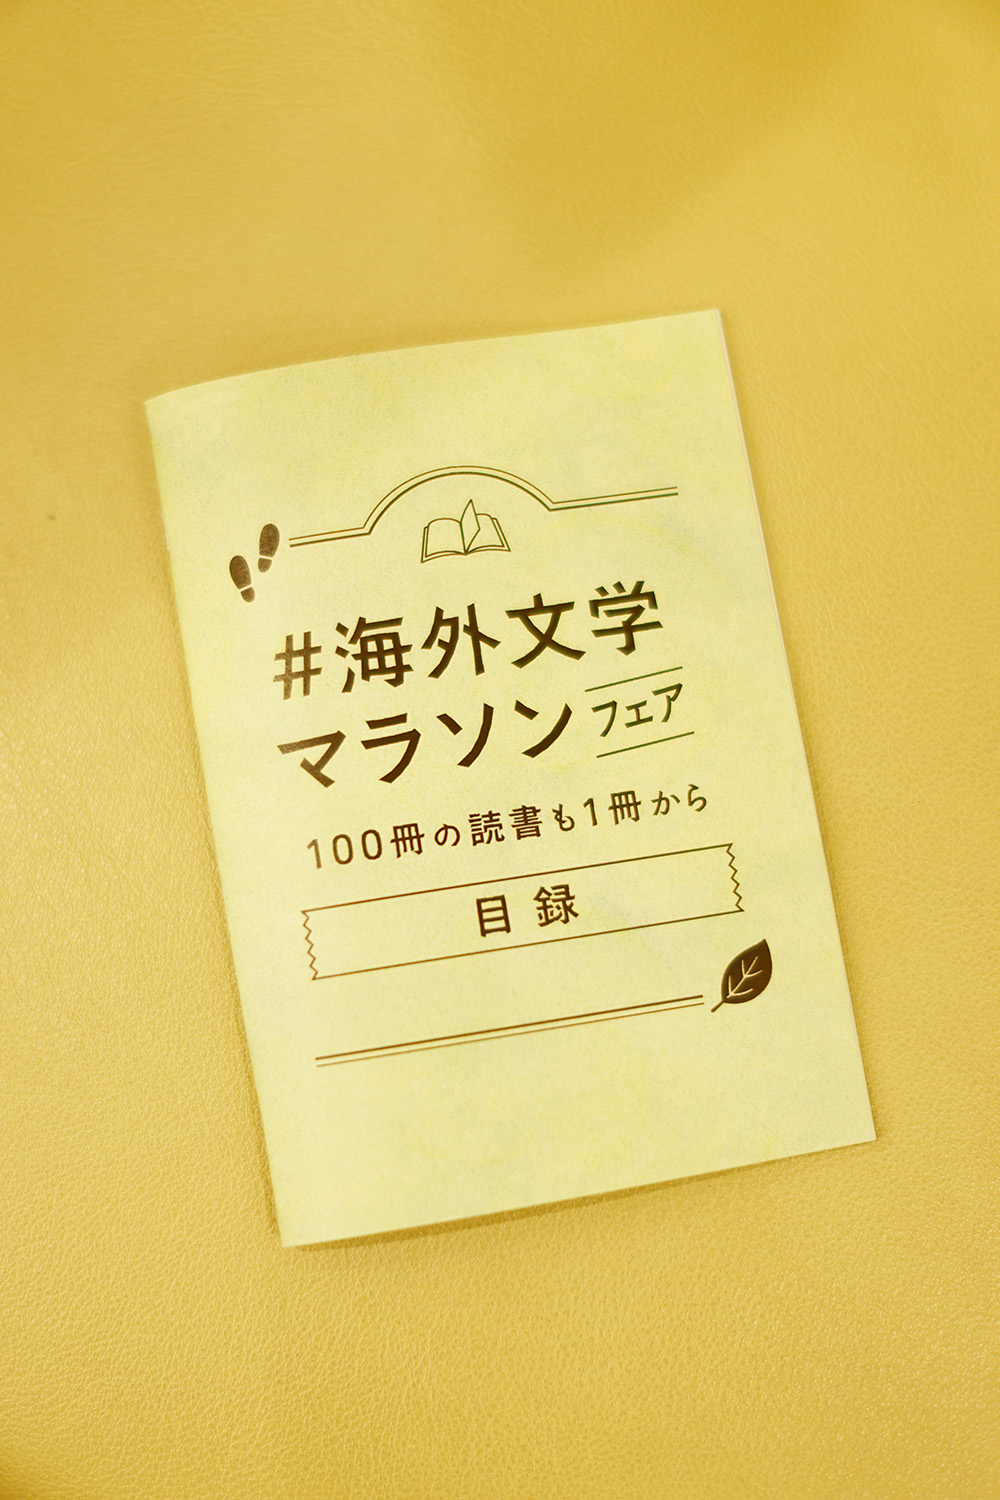 #海外文学
マラソンフェア
100冊の読書も1冊から
目録